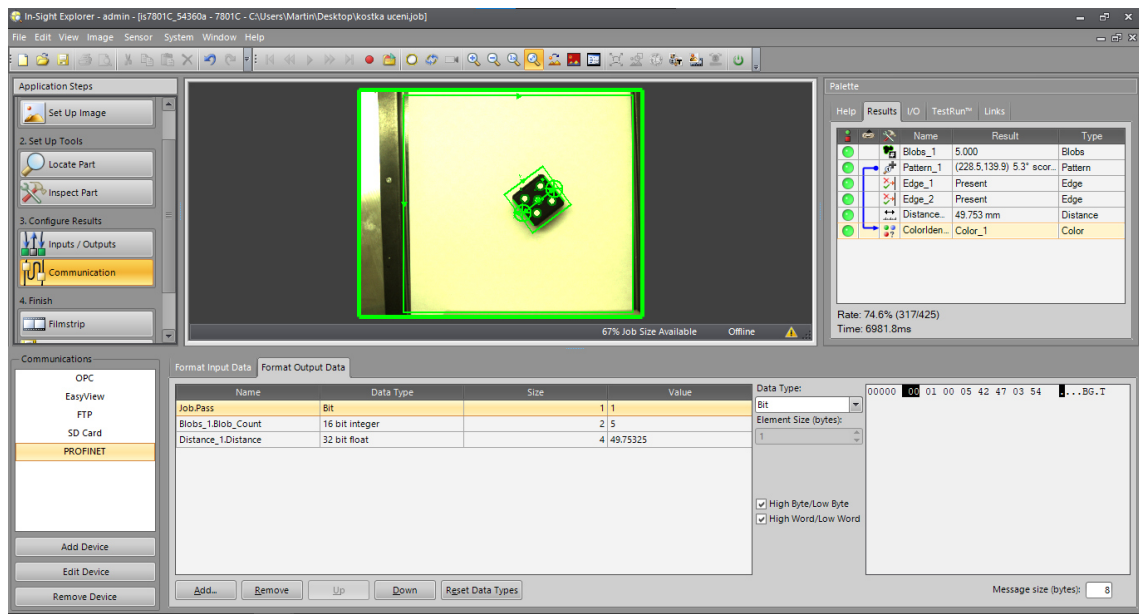 In-Sight Explorer - admin - [is7801C_54360a - 7801C - C:\Users\Martin\Desktop\kostka uceni.job]
File Edit View Image Sensor System Window Help
Application Steps
Set Up Image
2. Set Up Tools
Locate Part
Inspect Part
3. Configure Results
Inputs / Outputs
Communication
4. Finish
Filmstrip
67% Job Size Available Offline
Palette
Help Results I/O TestRun™ Links
Name Result Type
Blobs_1 5.000 Blobs
Pattern_1 (228.5,139.9) 5.3° scor... Pattern
Edge_1 Present Edge
Edge_2 Present Edge
Distance... 49.753 mm Distance
ColorIden... Color_1 Color
Rate: 74.6% (317/425)
Time: 6981.8ms
Communications
OPC
EasyView
FTP
SD Card
PROFINET
Add Device
Edit Device
Remove Device
Format Input Data Format Output Data
Name Data Type Size Value
Job.Pass Bit 1 1
Blobs_1.Blob_Count 16 bit integer 2 5
Distance_1.Distance 32 bit float 4 49.75325
Add... Remove Up Down Reset Data Types
Data Type:
Bit
Element Size (bytes):
1
High Byte/Low Byte
High Word/Low Word
00000 00 01 00 05 42 47 03 54 ....BG.T
Message size (bytes): 8